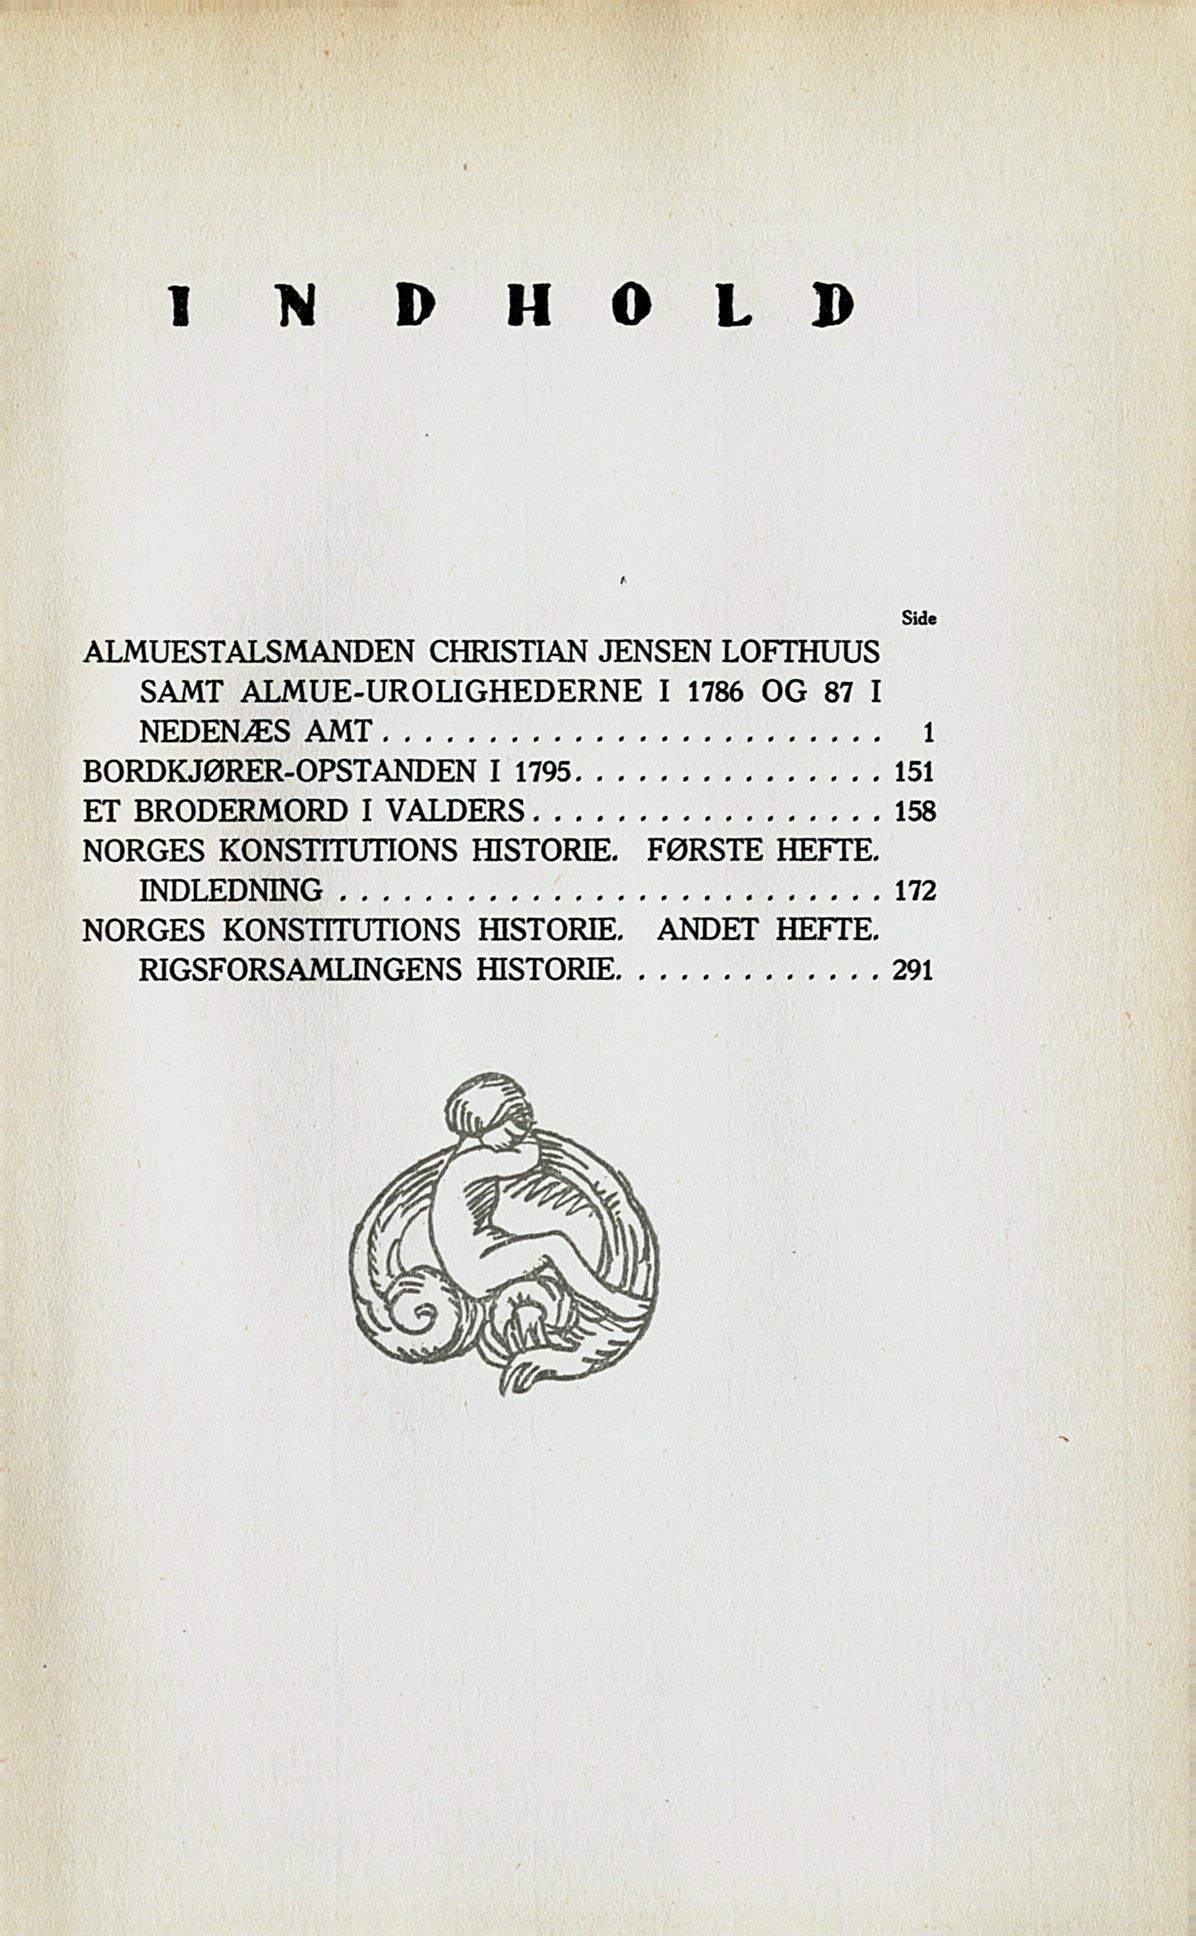 INDHOLD
Side
ALMUESTALSMANDEN CHRISTIAN JENSEN LOFTHUUS
SAMT ALMUE-UROLIGHEDERNE I 1786 OG 87 I
NEDENÆS AMT . . . . . . . . . . . . . . . . . . . . . . . . 1
BORDKJØRER-OPSTANDEN I 1795. . . . . . . . . . . . . . . 151
ET BRODERMORD I VALDERS . . . . . . . . . . . . . . . . . 158
NORGES KONSTITUTIONS HISTORIE. FØRSTE HEFTE.
INDLEDNING . . . . . . . . . . . . . . . . . . . . . . . . . . 172
NORGES KONSTITUTIONS HISTORIE. ANDET HEFTE.
RIGSFORSAMLINGENS HISTORIE. . . . . . . . . . . . . 291